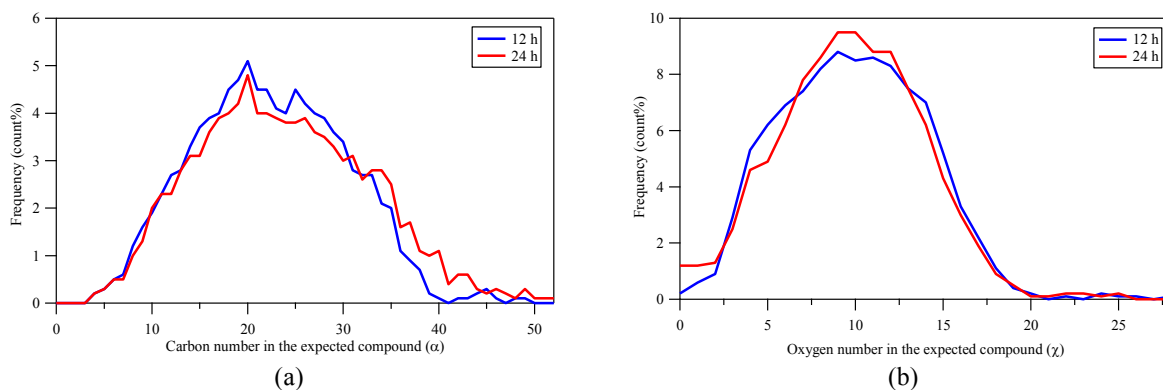 6
5
4
3
2
1
0
Frequency (count%)
0 10 20 30 40 50
Carbon number in the expected compound (α)
12 h
24 h
(a)
10
8
6
4
2
0
Frequency (count%)
0 5 10 15 20 25
Oxygen number in the expected compound (χ)
12 h
24 h
(b)